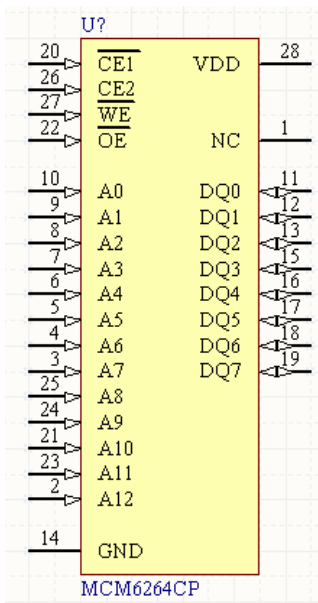 U?
20 CE1 VDD 28
26 CE2
27 WE
22 OE NC 1
10 A0 DQ0 11
9 A1 DQ1 12
8 A2 DQ2 13
7 A3 DQ3 15
6 A4 DQ4 16
5 A5 DQ5 17
4 A6 DQ6 18
3 A7 DQ7 19
25 A8
24 A9
21 A10
23 A11
2 A12
14 GND
MCM6264CP